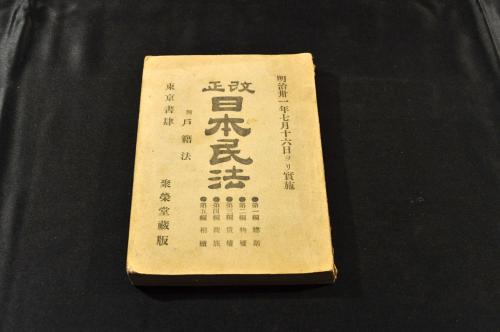 明治卅一年七月十六日ヨリ實施
改正
日本民法
●第一編總則
●第二編物權
●第三編債權
●第四編親族
●第五編相續
附戸籍法
東京書肆
聚榮堂藏版